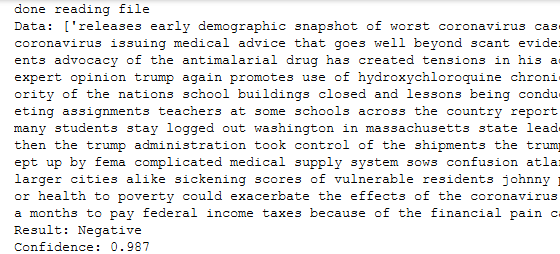 done reading file
Data: ['releases early demographic snapshot of worst coronavirus cas
coronavirus issuing medical advice that goes well beyond scant evide
ents advocacy of the antimalarial drug has created tensions in his a
expert opinion trump again promotes use of hydroxychloroquine chroni
ority of the nations school buildings closed and lessons being condu
eting assignments teachers at some schools across the country report
many students stay logged out washington in massachusetts state lead
then the trump administration took control of the shipments the trum
ept up by fema complicated medical supply system sows confusion atla
larger cities alike sickening scores of vulnerable residents johnny
or health to poverty could exacerbate the effects of the coronavirus
a months to pay federal income taxes because of the financial pain c
Result: Negative
Confidence: 0.987